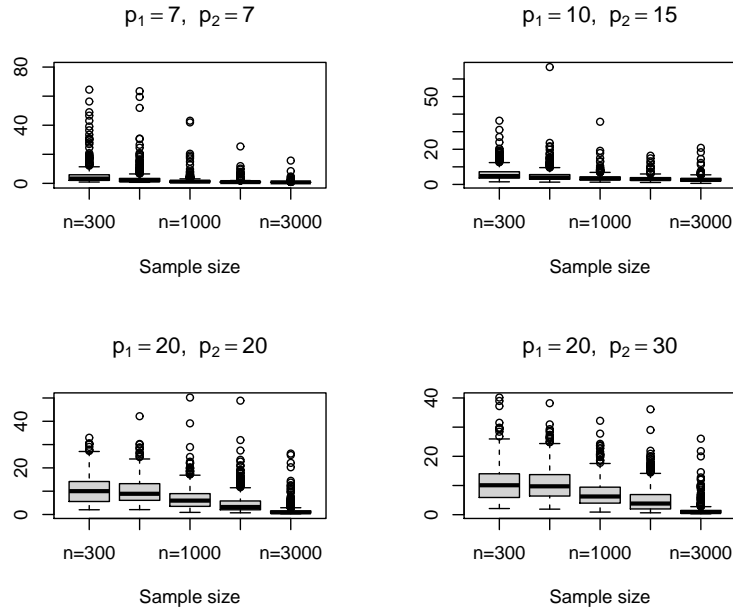 p1 = 7, p2 = 7
80
40
0
n=300 n=1000 n=3000
Sample size
p1 = 10, p2 = 15
50
20
0
n=300 n=1000 n=3000
Sample size
p1 = 20, p2 = 20
40
20
0
n=300 n=1000 n=3000
Sample size
p1 = 20, p2 = 30
40
20
0
n=300 n=1000 n=3000
Sample size